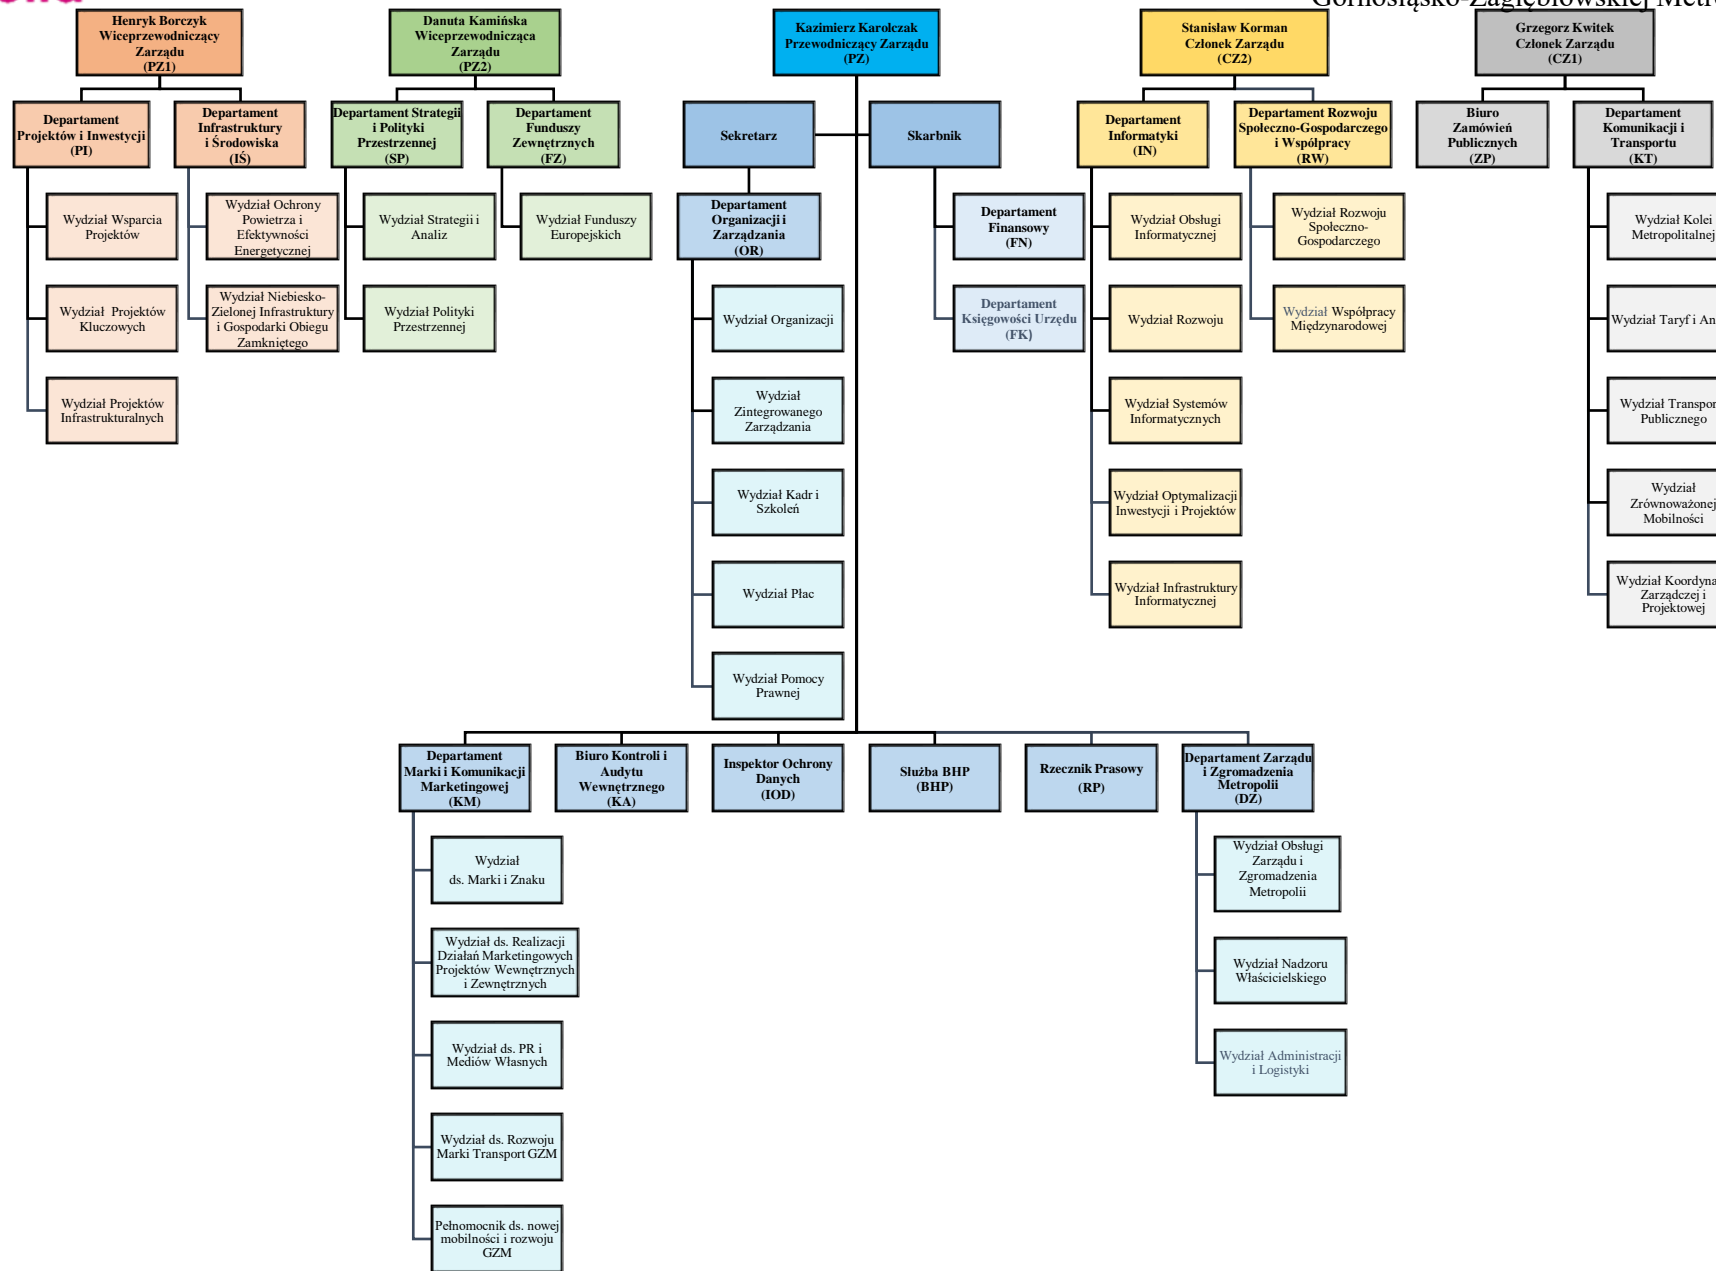 Górnośląsko-Zagłębiowskiej
Henryk Borczyk
Wiceprzewodniczący
Zarządu
(PZ1)
Danuta Kamińska
Wiceprzewodnicząca
Zarządu
(PZ2)
Kazimierz Karolczak
Przewodniczący Zarządu
(PZ)
Stanisław Korman
Członek Zarządu
(CZ2)
Grzegorz Kwitek
Członek Zarządu
(CZ1)
Departament
Projektów i Inwestycji
(PI)
Departament
Infrastruktury
i Środowiska
(IŚ)
Departament Strategii
i Polityki
Przestrzennej
(SP)
Departament
Funduszy
Zewnętrznych
(FZ)
Sekretarz
Skarbnik
Departament
Informatyki
(IN)
Departament Rozwoju
Społeczno-Gospodarczego
i Współpracy
(RW)
Biuro
Zamówień
Publicznych
(ZP)
Departament
Komunikacji i
Transportu
(KT)
Wydział Wsparcia
Projektów
Wydział Ochrony
Powietrza i
Efektywności
Energetycznej
Wydział Strategii i
Analiz
Wydział Funduszy
Europejskich
Departament
Organizacji i
Zarządzania
(OR)
Departament
Finansowy
(FN)
Wydział Obsługi
Informatycznej
Wydział Rozwoju
Społeczno-
Gospodarczego
Wydział Kolei
Metropolitalnej
Wydział Projektów
Kluczowych
Wydział Niebiesko-
Zielonej Infrastruktury
i Gospodarki Obiegu
Zamkniętego
Wydział Polityki
Przestrzennej
Wydział Organizacji
Departament
Księgowości Urzędu
(FK)
Wydział Rozwoju
Wydział Współpracy
Międzynarodowej
Wydział Taryf i
Wydział Projektów
Infrastrukturalnych
Wydział
Zintegrowanego
Zarządzania
Wydział Systemów
Informatycznych
Wydział
Publicznego
Wydział Kadr i
Szkoleń
Wydział Optymalizacji
Inwestycji i Projektów
Wydział
Zrównoważonej
Mobilności
Wydział Płac
Wydział Infrastruktury
Informatycznej
Wydział
Zarządczej i
Projektowej
Wydział Pomocy
Prawnej
Departament
Marki i Komunikacji
Marketingowej
(KM)
Biuro Kontroli i
Audytu
Wewnętrznego
(KA)
Inspektor Ochrony
Danych
(IOD)
Służba BHP
(BHP)
Rzecznik Prasowy
(RP)
Departament Zarządu
i Zgromadzenia
Metropolii
(DZ)
Wydział
ds. Marki i Znaku
Wydział Obsługi
Zarządu i
Zgromadzenia
Metropolii
Wydział ds. Realizacji
Działań Marketingowych
Projektów Wewnętrznych
i Zewnętrznych
Wydział Nadzoru
Właścicielskiego
Wydział ds. PR i
Mediów Własnych
Wydział Administracji
i Logistyki
Wydział ds. Rozwoju
Marki Transport GZM
Pełnomocnik ds. nowej
mobilności i rozwoju
GZM